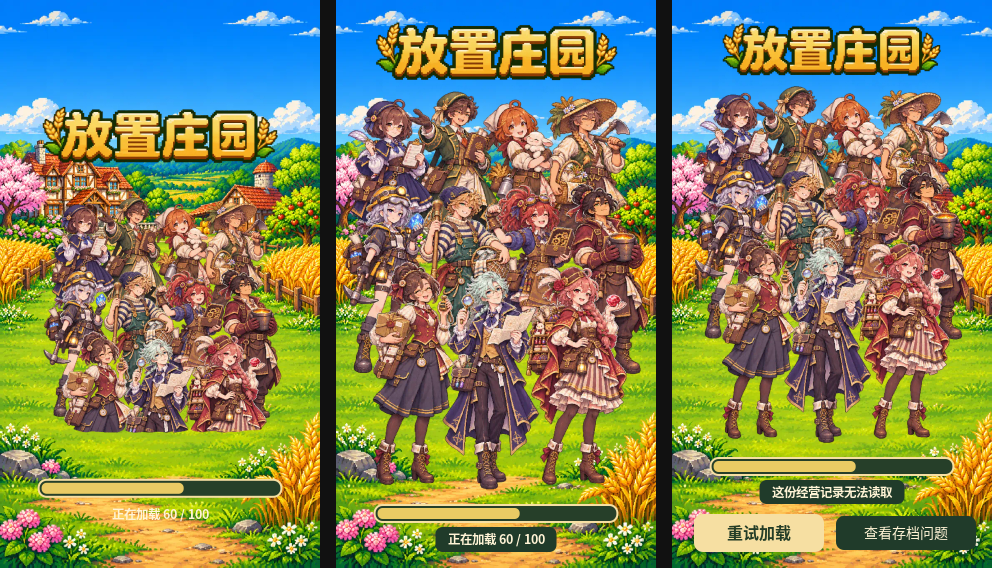 放置庄园
正在加载 60 / 100
放置庄园
正在加载 60 / 100
放置庄园
这份经营记录无法读取
重试加载
查看存档问题